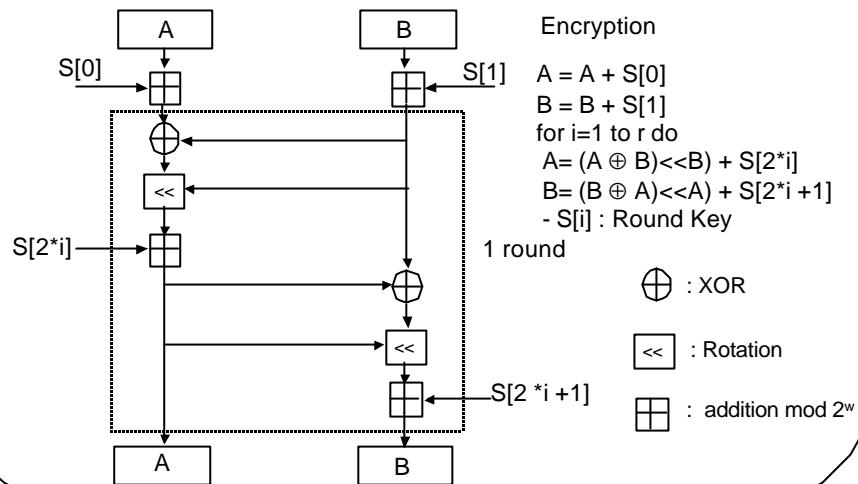 A
B
Encryption
S[0]
S[1]
A = A + S[0]
B = B + S[1]
for i=1 to r do
A= (A ⊕ B)<<B) + S[2*i]
B= (B ⊕ A)<<A) + S[2*i +1]
- S[i] : Round Key
<<
S[2*i]
1 round
: XOR
<<
<<
: Rotation
S[2 *i +1]
: addition mod 2ʷ
A
B